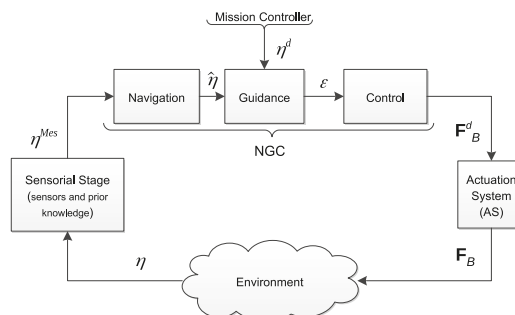 Mission Controller
η^d
Navigation
η̂
Guidance
ε
Control
NGC
η^Mes
F^d_B
Sensorial Stage
(sensors and prior
knowledge)
Actuation
System
(AS)
η
Environment
F_B